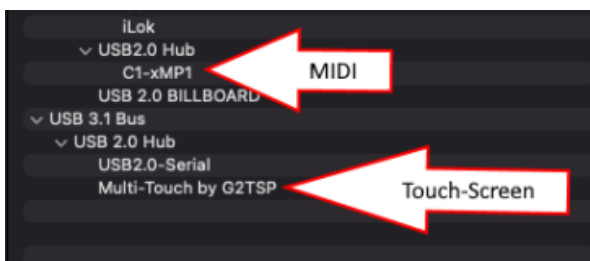 iLok
USB2.0 Hub
C1-xMP1
MIDI
USB 2.0 BILLBOARD
USB 3.1 Bus
USB 2.0 Hub
USB2.0-Serial
Multi-Touch by G2TSP
Touch-Screen